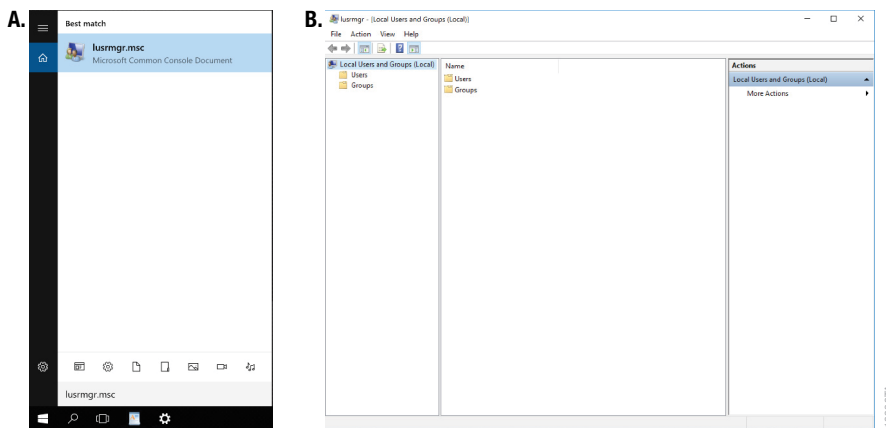 A.
Best match
lusrmgr.msc
Microsoft Common Console Document
lusrmgr.msc
B.
lusrmgr - [Local Users and Groups (Local)]
File Action View Help
Local Users and Groups (Local)
Users
Groups
Name
Users
Groups
Actions
Local Users and Groups (Local)
More Actions